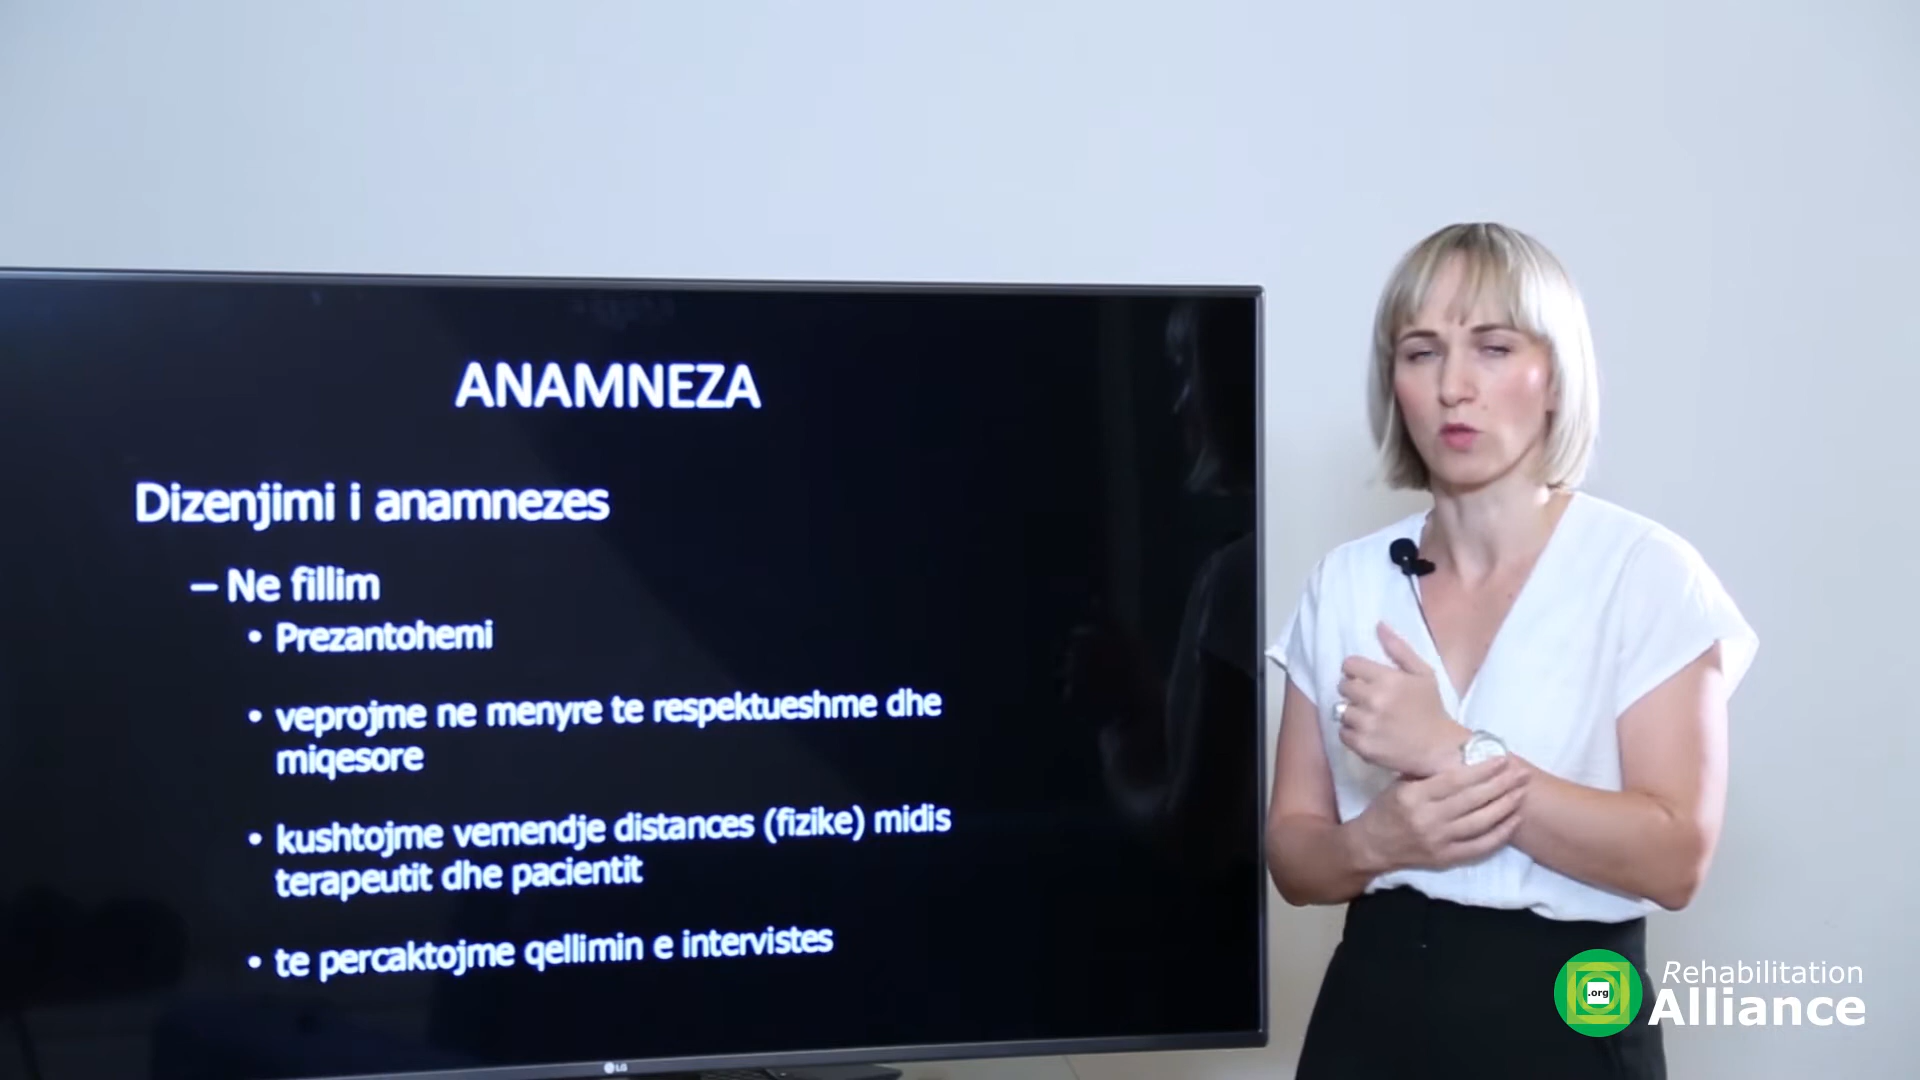 ANAMNEZA
Dizenjimi i anamnezes
– Ne fillim
• Prezantohemi
• veprojme ne menyre te respektueshme dhe
miqesore
• kushtojme vemendje distances (fizike) midis
terapeutit dhe pacientit
• te percaktojme qellimin e intervistes
LG
.org
Rehabilitation
Alliance